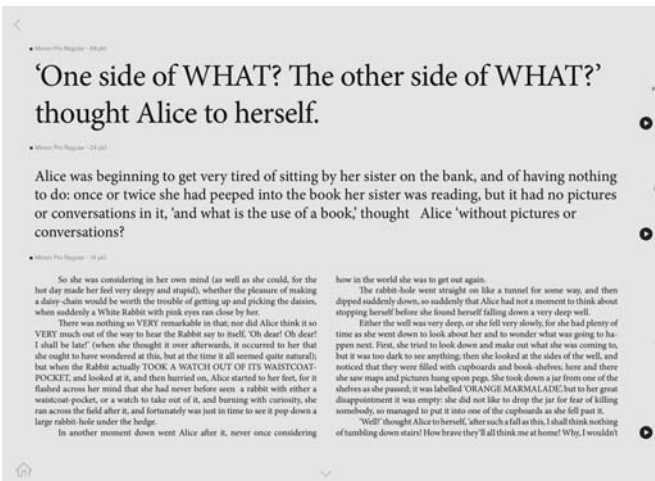 Minion Pro Regular - 48 pkt
‘One side of WHAT? The other side of WHAT?’
thought Alice to herself.
Minion Pro Regular - 24 pkt
Alice was beginning to get very tired of sitting by her sister on the bank, and of having nothing
to do: once or twice she had peeped into the book her sister was reading, but it had no pictures
or conversations in it, ‘and what is the use of a book,’ thought Alice ‘without pictures or
conversations?
Minion Pro Regular - 14 pkt
So she was considering in her own mind (as well as she could, for the
hot day made her feel very sleepy and stupid), whether the pleasure of making
a daisy-chain would be worth the trouble of getting up and picking the daisies,
when suddenly a White Rabbit with pink eyes ran close by her.
There was nothing so VERY remarkable in that; nor did Alice think it so
VERY much out of the way to hear the Rabbit say to itself, ‘Oh dear! Oh dear!
I shall be late!’ (when she thought it over afterwards, it occurred to her that
she ought to have wondered at this, but at the time it all seemed quite natural);
but when the Rabbit actually TOOK A WATCH OUT OF ITS WAISTCOAT-
POCKET, and looked at it, and then hurried on, Alice started to her feet, for it
flashed across her mind that she had never before seen a rabbit with either a
waistcoat-pocket, or a watch to take out of it, and burning with curiosity, she
ran across the field after it, and fortunately was just in time to see it pop down a
large rabbit-hole under the hedge.
In another moment down went Alice after it, never once considering
how in the world she was to get out again.
The rabbit-hole went straight on like a tunnel for some way, and then
dipped suddenly down, so suddenly that Alice had not a moment to think about
stopping herself before she found herself falling down a very deep well.
Either the well was very deep, or she fell very slowly, for she had plenty of
time as she went down to look about her and to wonder what was going to hap-
pen next. First, she tried to look down and make out what she was coming to,
but it was too dark to see anything; then she looked at the sides of the well, and
noticed that they were filled with cupboards and book-shelves; here and there
she saw maps and pictures hung upon pegs. She took down a jar from one of the
shelves as she passed; it was labelled ‘ORANGE MARMALADE’, but to her great
disappointment it was empty: she did not like to drop the jar for fear of killing
somebody, so managed to put it into one of the cupboards as she fell past it.
‘Well!’ thought Alice to herself, ‘after such a fall as this, I shall think nothing
of tumbling down stairs! How brave they’ll all think me at home! Why, I wouldn’t